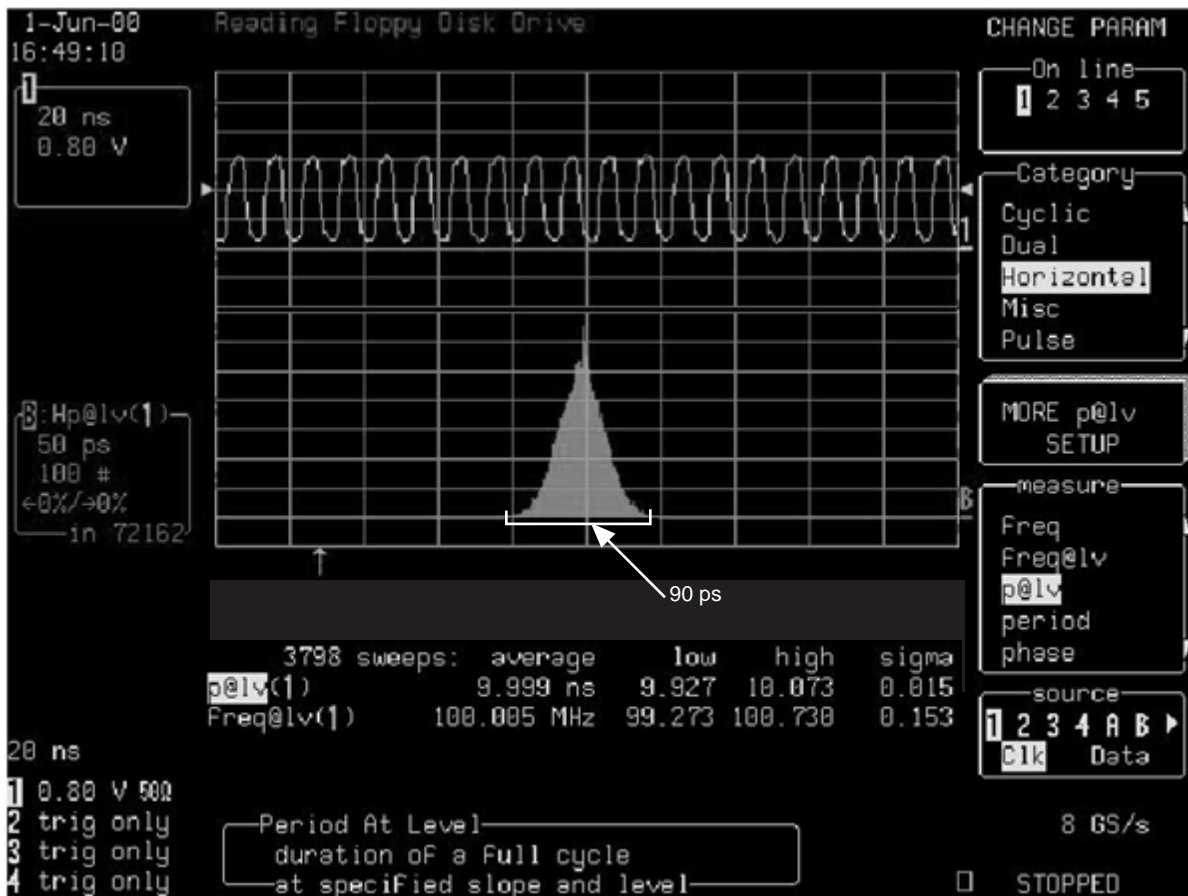 1-Jun-00
16:49:10
Reading Floppy Disk Drive
1
20 ns
0.80 V
1
B:Hp@lv(1)
50 ps
100 #
←0%/→0%
in 72162
B
90 ps
3798 sweeps: average low high sigma
p@lv(1) 9.999 ns 9.927 10.073 0.015
Freq@lv(1) 100.005 MHz 99.273 100.730 0.153
20 ns
1 0.80 V 50Ω
2 trig only
3 trig only
4 trig only
Period At Level
duration of a full cycle
at specified slope and level
CHANGE PARAM
On line
1 2 3 4 5
Category
Cyclic
Dual
Horizontal
Misc
Pulse
MORE p@lv
SETUP
measure
Freq
Freq@lv
p@lv
period
phase
source
1 2 3 4 A B
Clk Data
8 GS/s
STOPPED